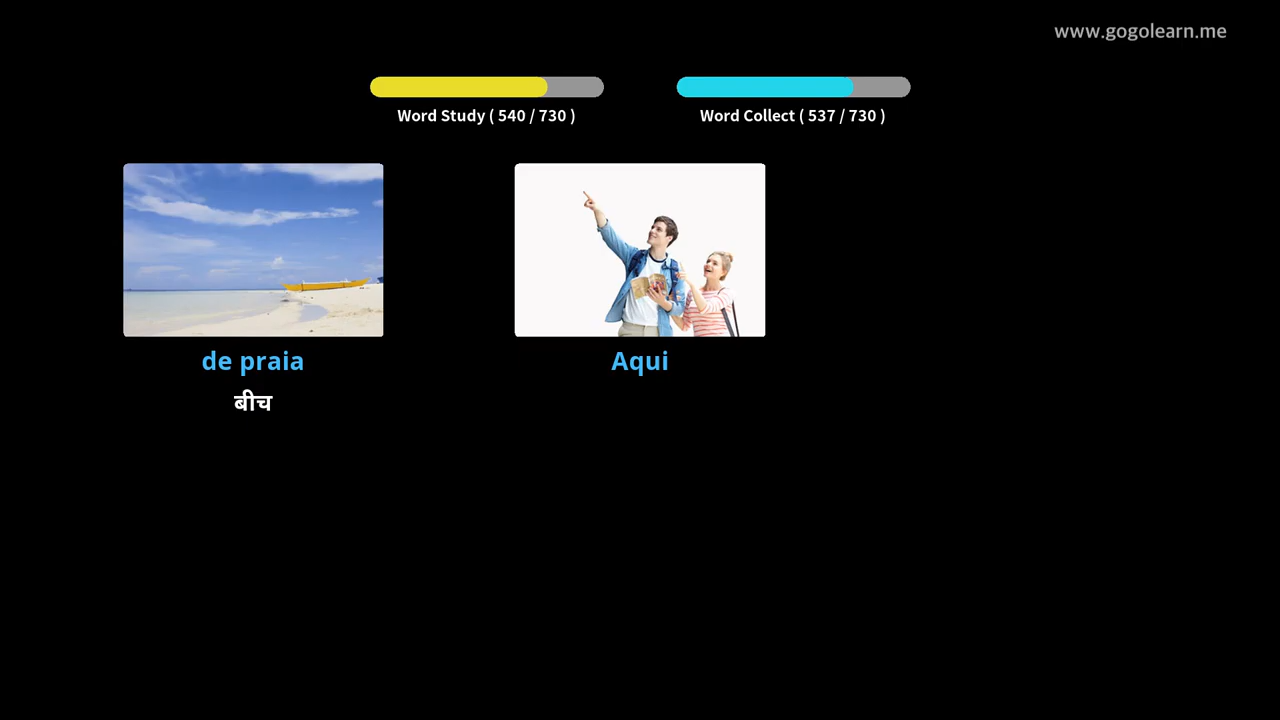 www.gogolearn.me
Word Study ( 540 / 730 )
Word Collect ( 537 / 730 )
de praia
Aqui
बीच